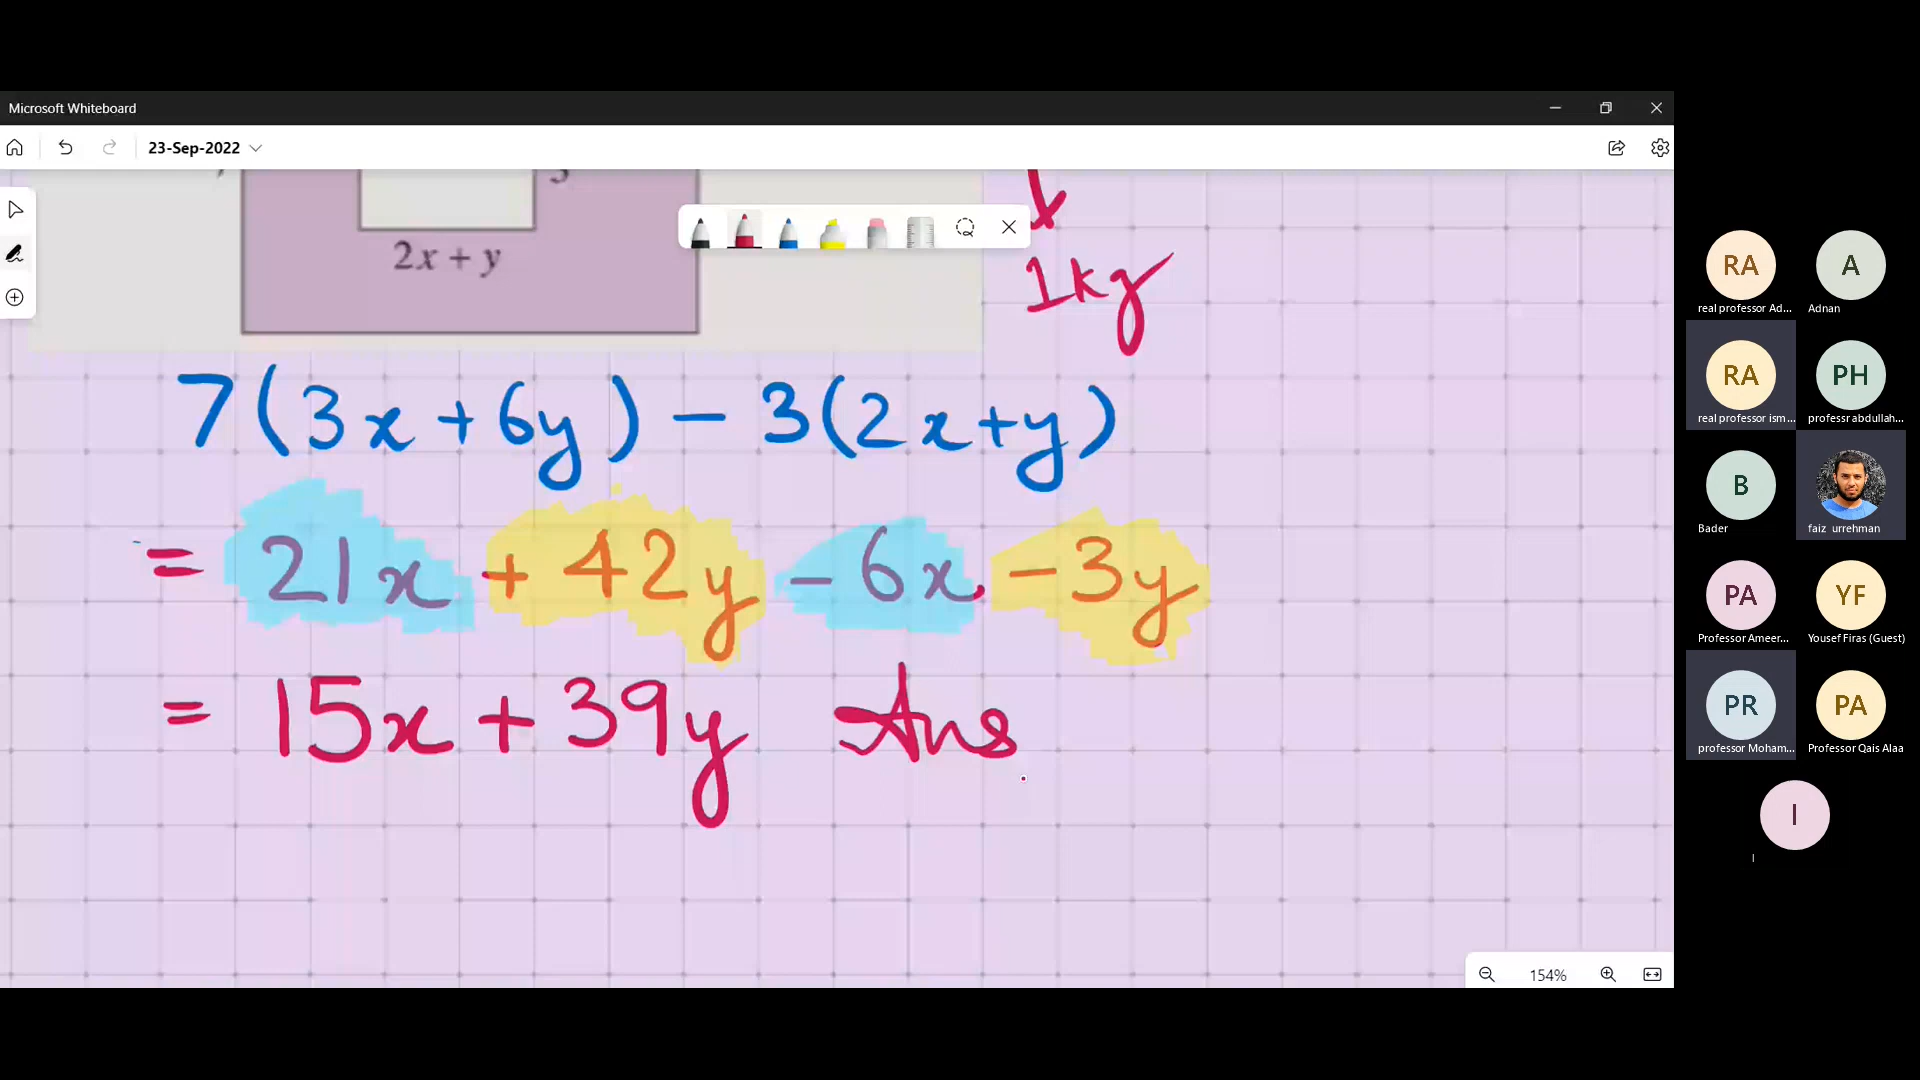 Microsoft Whiteboard
23-Sep-2022
2x + y
1kg
7(3x+6y) - 3(2x+y)
= 21x + 42y - 6x - 3y
= 15x + 39y Ans
154%
RA
real professor Ad...
A
Adnan
RA
real professor ism...
PH
professr abdullah...
B
Bader
faiz urrehman
PA
Professor Ameer...
YF
Yousef Firas (Guest)
PR
professor Moham...
PA
Professor Qais Alaa
I
I